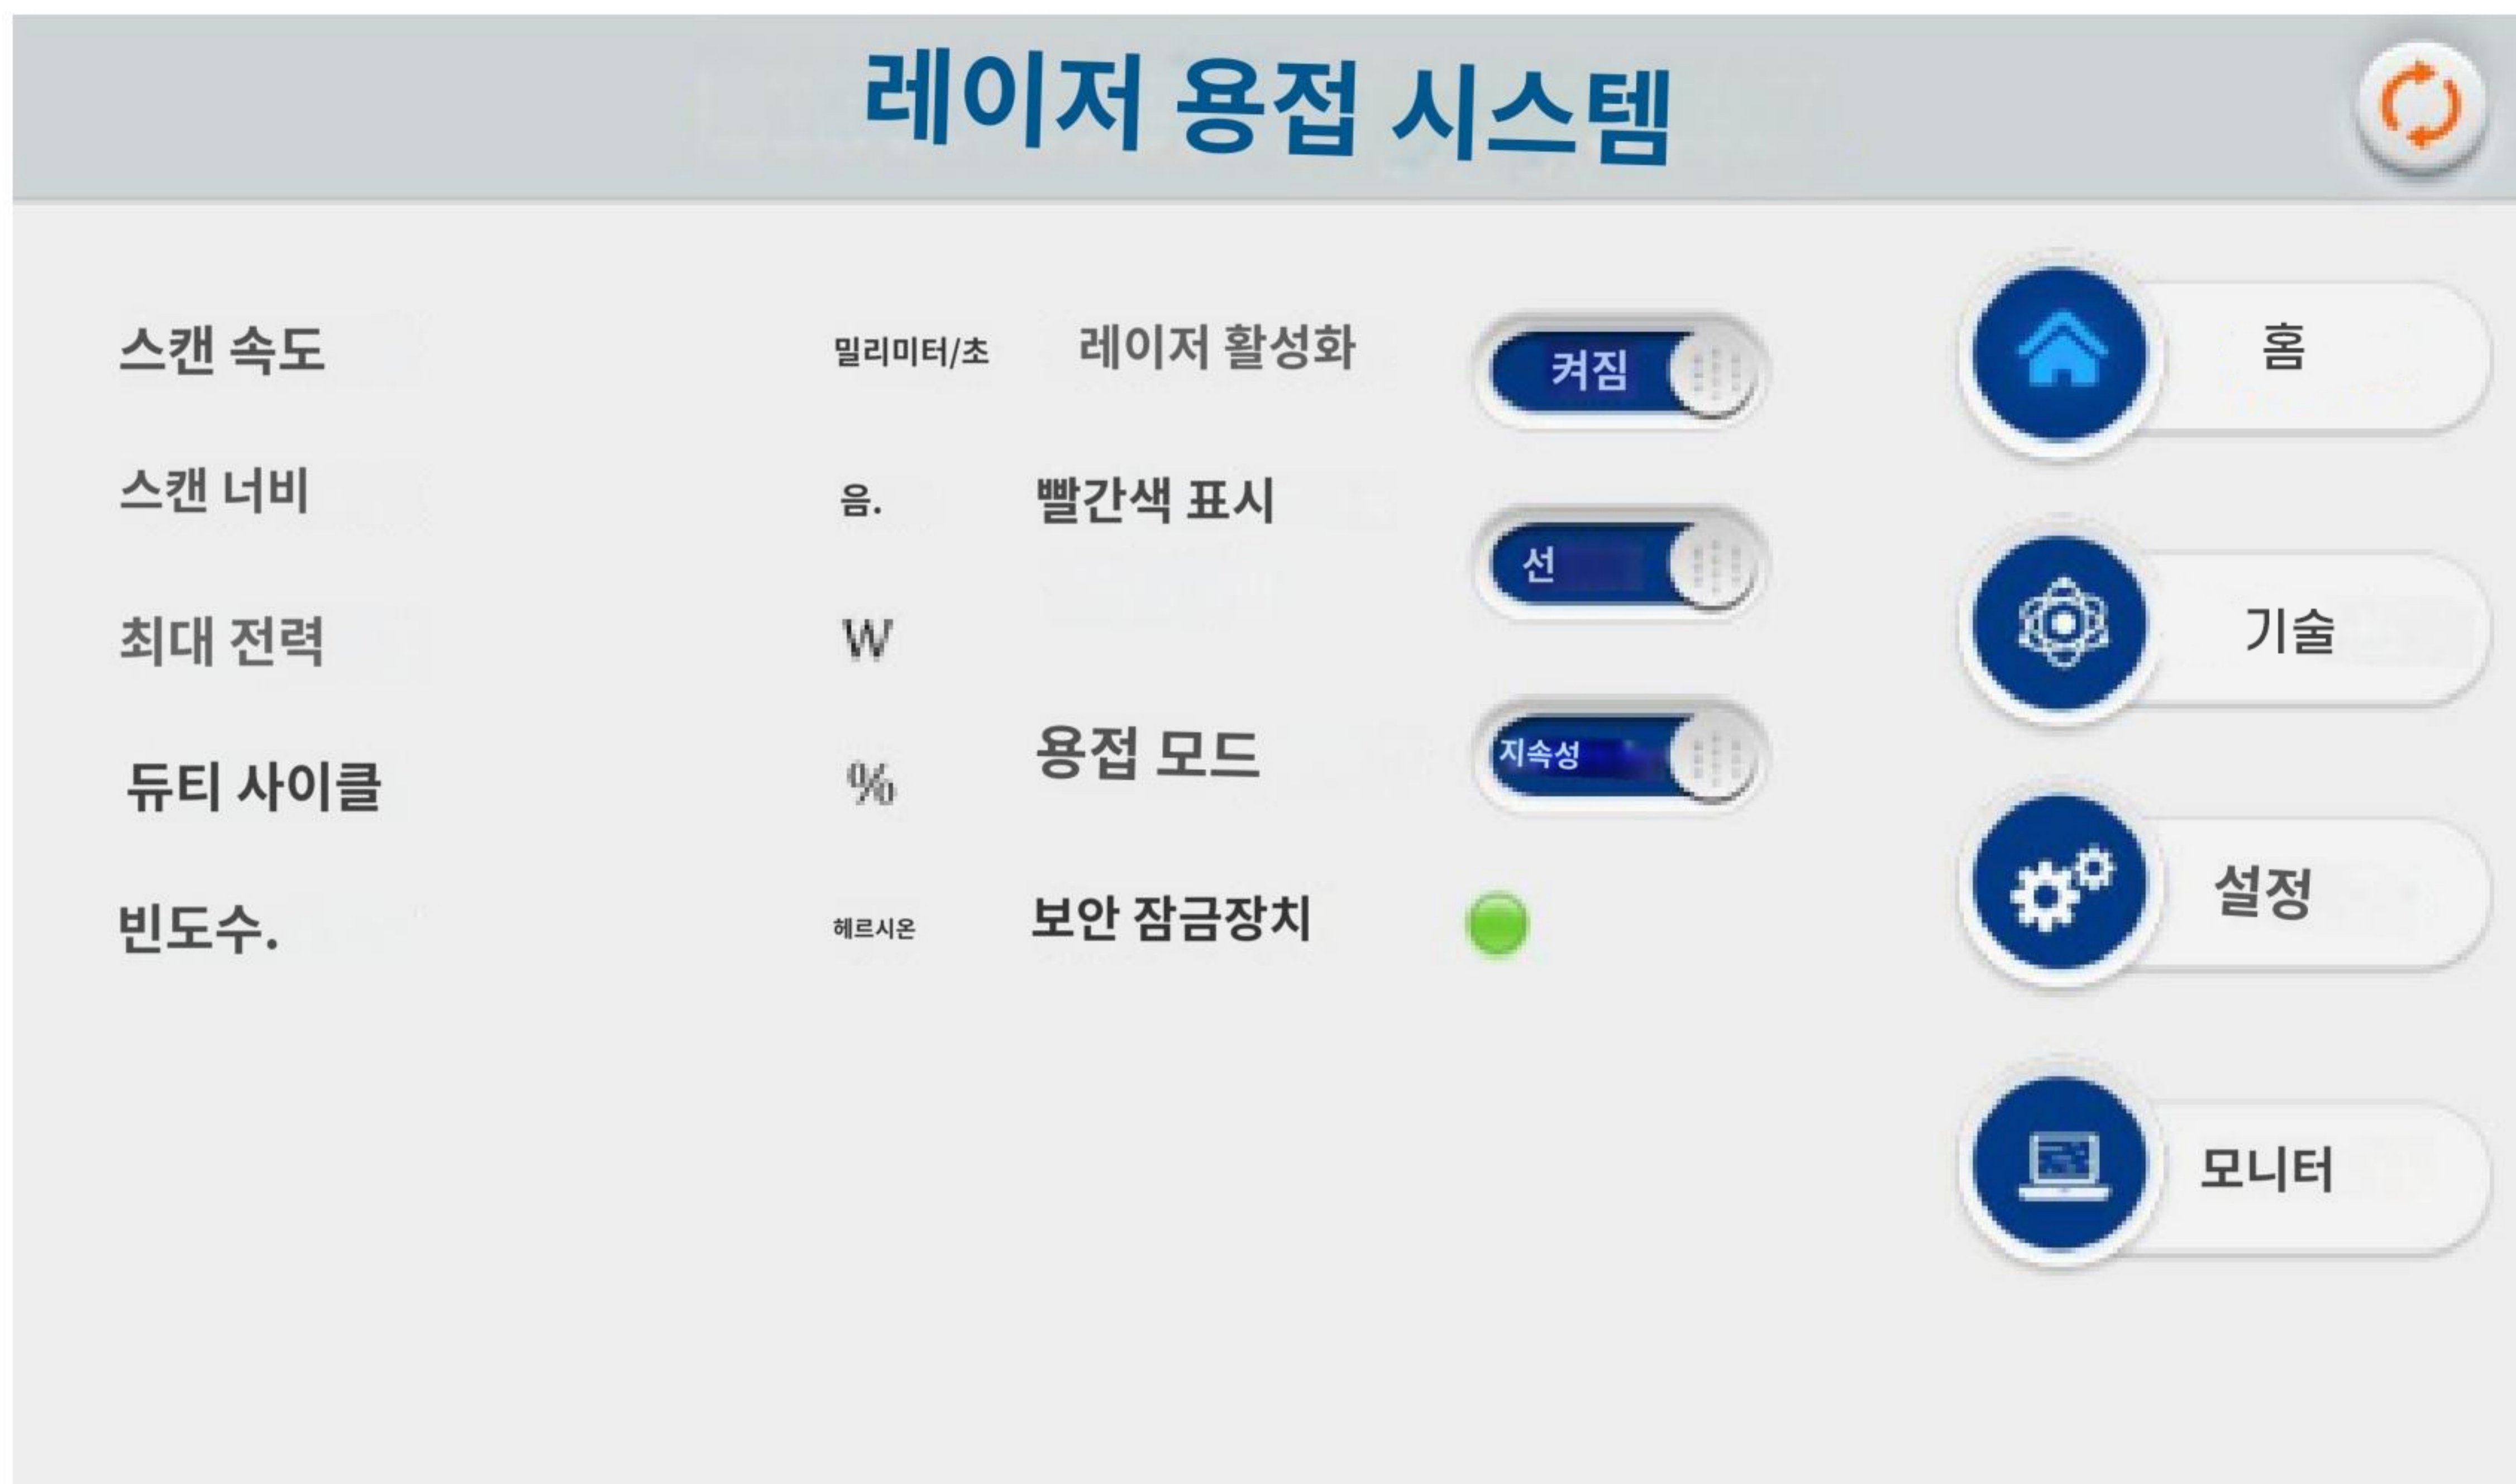 레이저 용접 시스템
스캔 속도 밀리미터/초 레이저 활성화 켜짐 홈
스캔 너비 음. 빨간색 표시 선
최대 전력 W 기술
듀티 사이클 % 용접 모드 지속성
빈도수. 헤르시온 보안 잠금장치 설정
모니터